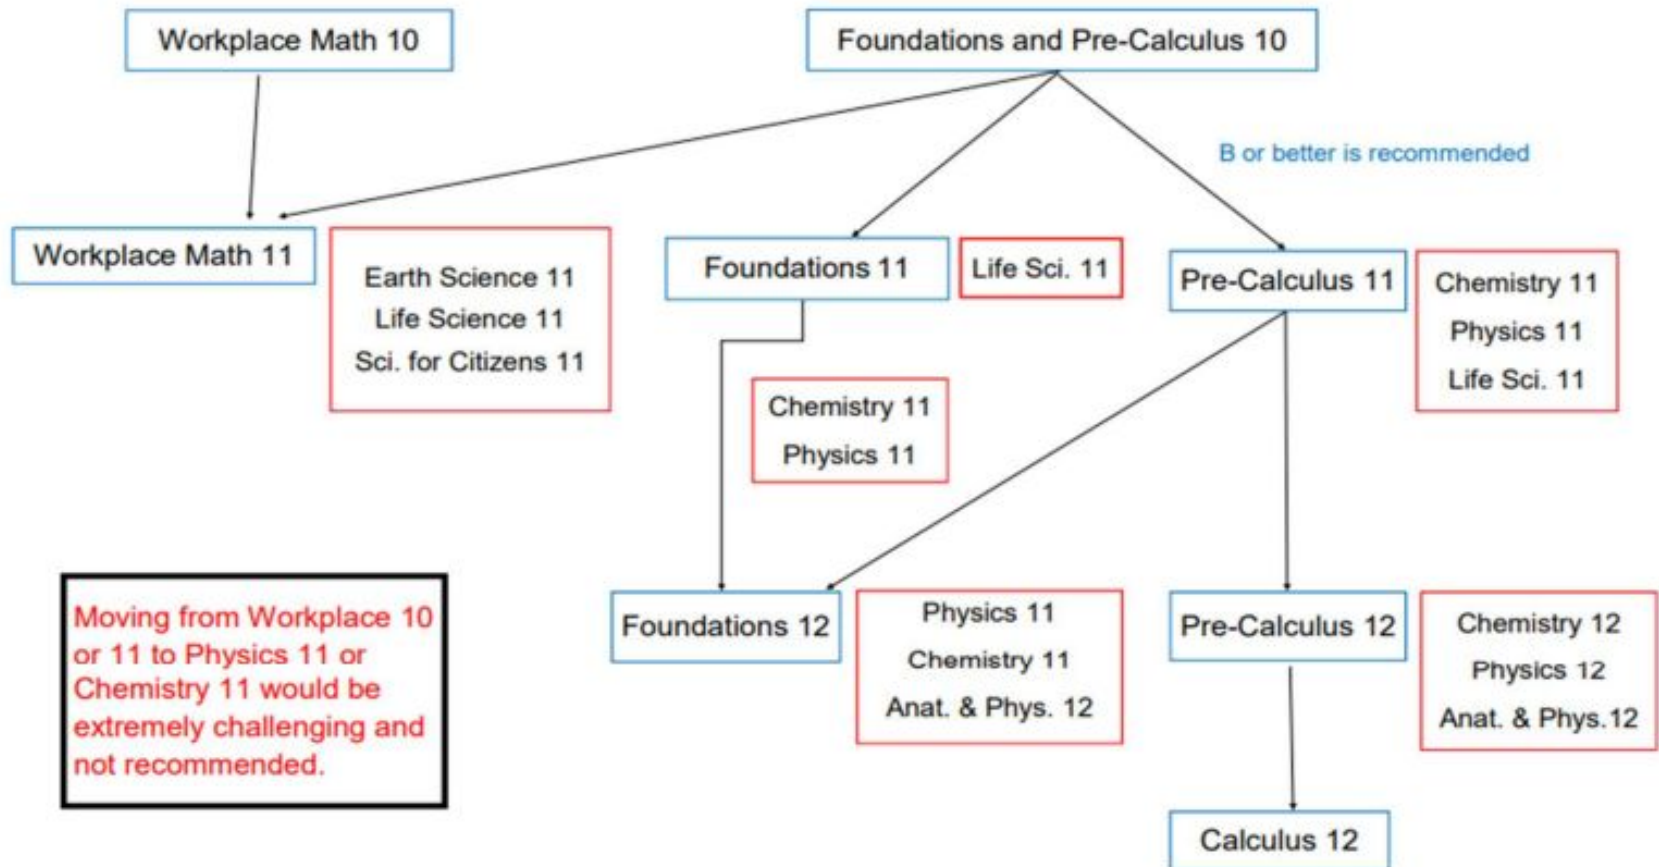 Workplace Math 10
Foundations and Pre-Calculus 10
B or better is recommended
Workplace Math 11
Earth Science 11
Life Science 11
Sci. for Citizens 11
Foundations 11
Life Sci. 11
Pre-Calculus 11
Chemistry 11
Physics 11
Life Sci. 11
Chemistry 11
Physics 11
Moving from Workplace 10
or 11 to Physics 11 or
Chemistry 11 would be
extremely challenging and
not recommended.
Foundations 12
Physics 11
Chemistry 11
Anat. & Phys. 12
Pre-Calculus 12
Chemistry 12
Physics 12
Anat. & Phys.12
Calculus 12